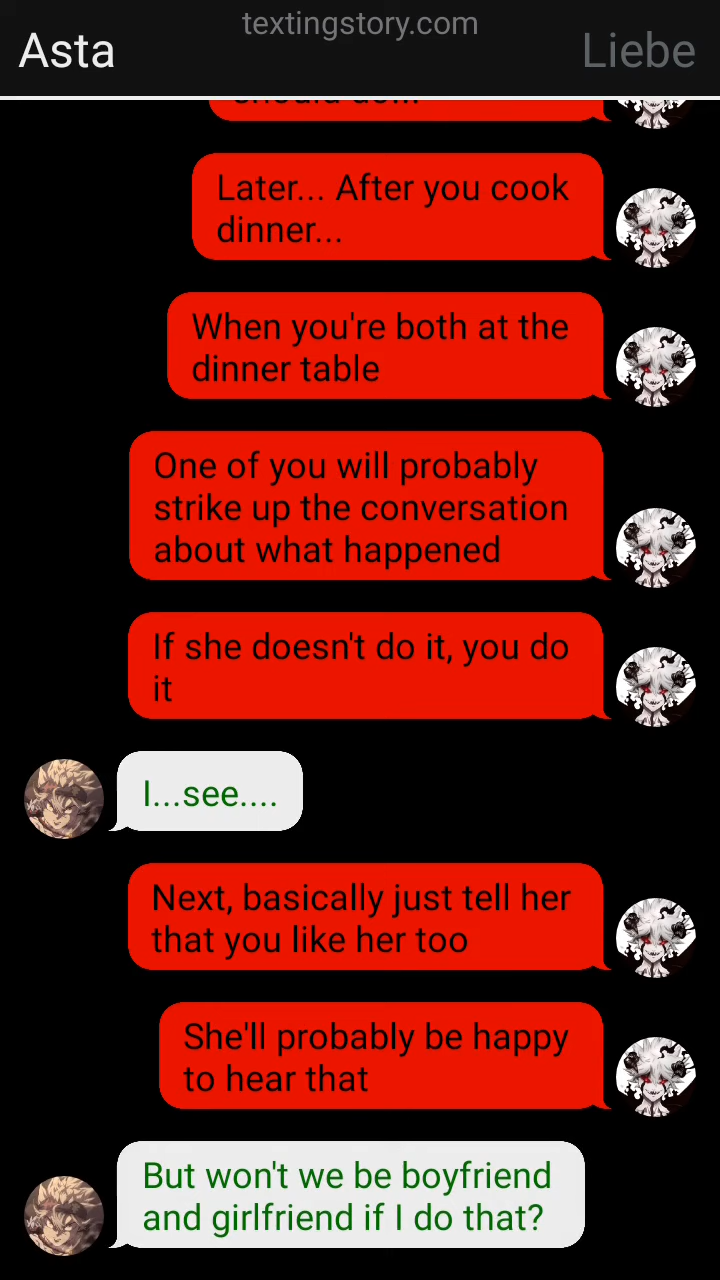 textingstory.com
Asta
Liebe
Later... After you cook
dinner...
When you're both at the
dinner table
One of you will probably
strike up the conversation
about what happened
If she doesn't do it, you do
it
I...see....
Next, basically just tell her
that you like her too
She'll probably be happy
to hear that
But won't we be boyfriend
and girlfriend if I do that?